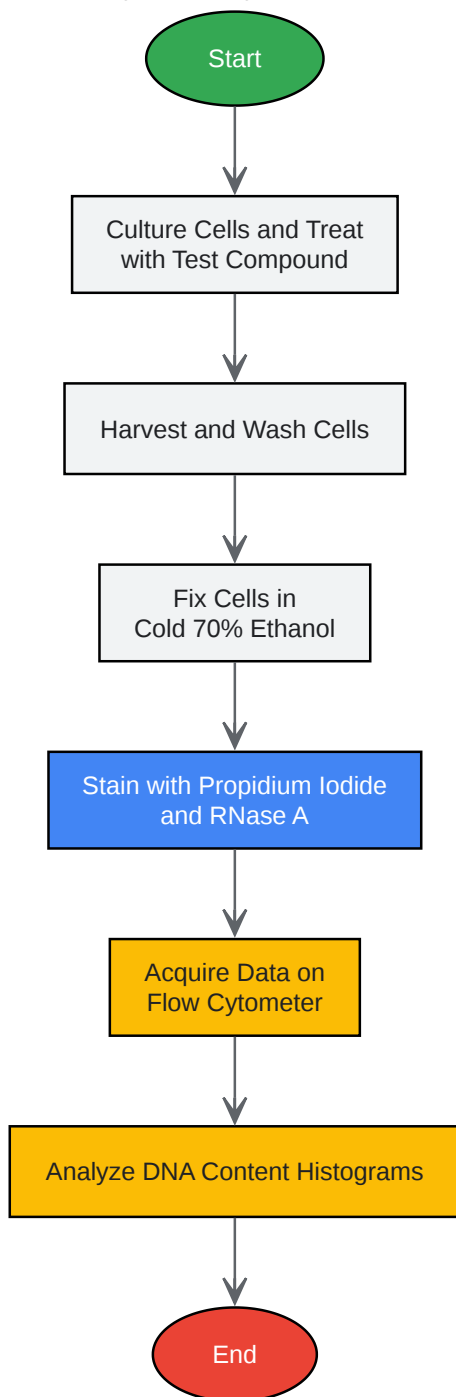 Start
Culture Cells and Treat
with Test Compound
Harvest and Wash Cells
Fix Cells in
Cold 70% Ethanol
Stain with Propidium Iodide
and RNase A
Acquire Data on
Flow Cytometer
Analyze DNA Content Histograms
End